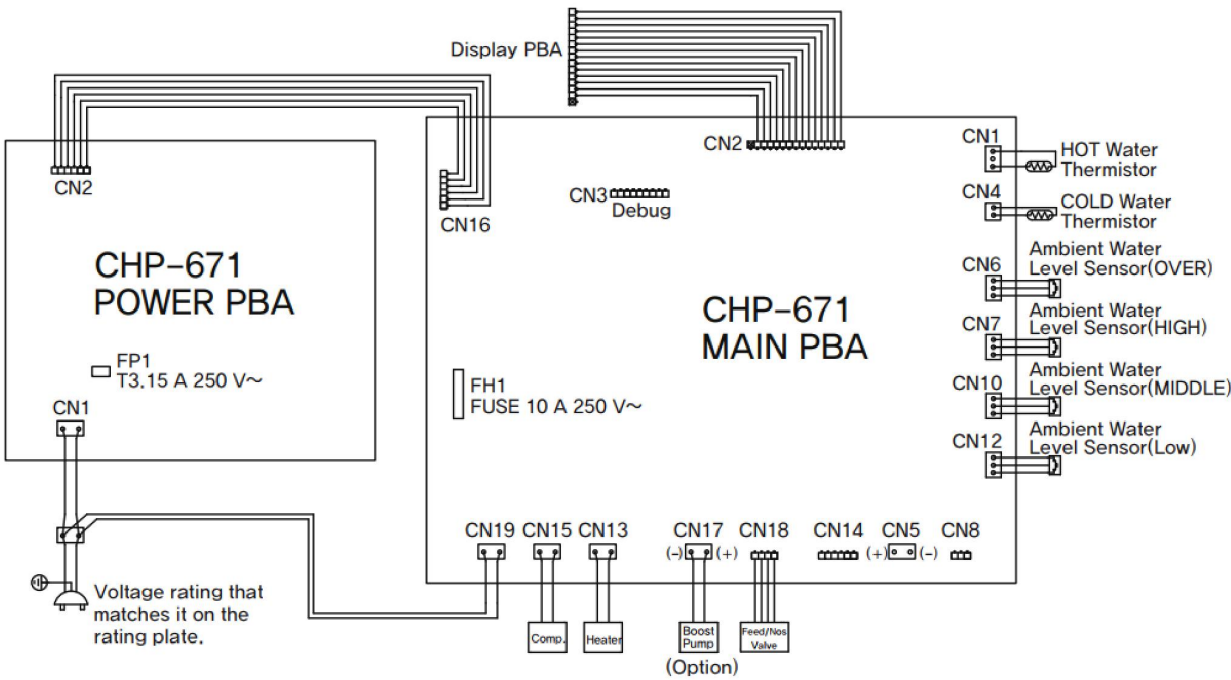 Display PBA
CN2
CN2
CN3
Debug
CN16
CN1
HOT Water
Thermistor
CN4
COLD Water
Thermistor
CN6
Ambient Water
Level Sensor(OVER)
CN7
Ambient Water
Level Sensor(HIGH)
CN10
Ambient Water
Level Sensor(MIDDLE)
CN12
Ambient Water
Level Sensor(Low)
CHP-671
POWER PBA
CHP-671
MAIN PBA
FP1
T3.15 A 250 V~
FH1
FUSE 10 A 250 V~
CN1
CN19
CN15
CN13
CN17
CN18
CN14
CN5
CN8
(-)
(+)
(+)
(-)
Voltage rating that
matches it on the
rating plate.
Comp.
Heater
Boost
Pump
Feed/Nos
Valve
(Option)